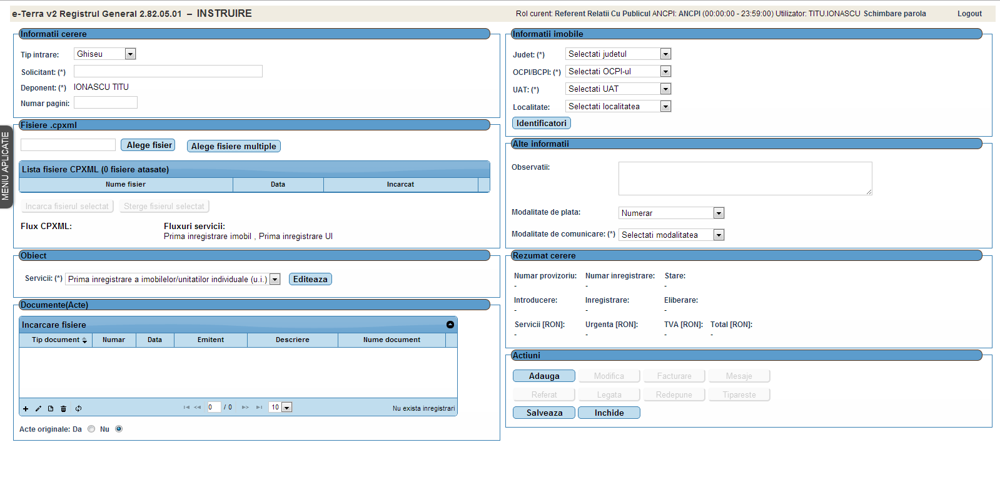 e-Terra v2 Registrul General 2.82.05.01 – INSTRUIRE
Rol curent: Referent Relatii Cu Publicul ANCPI: ANCPI (00:00:00 - 23:59:00) Utilizator: TITU.IONASCU Schimbare parola Logout
MENIU APLICATIE
Informatii cerere
Tip intrare: Ghiseu
Solicitant: (*)
Deponent: (*) IONASCU TITU
Numar pagini:
Fisiere .cpxml
Alege fisier Alege fisiere multiple
Lista fisiere CPXML (0 fisiere atasate)
Nume fisier Data Incarcat
Incarca fisierul selectat Sterge fisierul selectat
Flux CPXML: Fluxuri servicii:
Prima inregistrare imobil , Prima inregistrare UI
Obiect
Servicii: (*) Prima inregistrare a imobilelor/unitatilor individuale (u.i.) Editeaza
Documente(Acte)
Incarcare fisiere
Tip document Numar Data Emitent Descriere Nume document
0 / 0 10 Nu exista inregistrari
Acte originale: Da Nu
Informatii imobile
Judet: (*) Selectati judetul
OCPI/BCPI: (*) Selectati OCPI-ul
UAT: (*) Selectati UAT
Localitate: Selectati localitatea
Identificatori
Alte informatii
Observatii:
Modalitate de plata: Numerar
Modalitate de comunicare: (*) Selectati modalitatea
Rezumat cerere
Numar provizoriu: Numar inregistrare: Stare:
- - -
Introducere: Inregistrare: Eliberare:
- - -
Servicii [RON]: Urgenta [RON]: TVA [RON]: Total [RON]:
- - - -
Actiuni
Adauga Modifica Facturare Mesaje
Referat Legata Redepune Tipareste
Salveaza Inchide